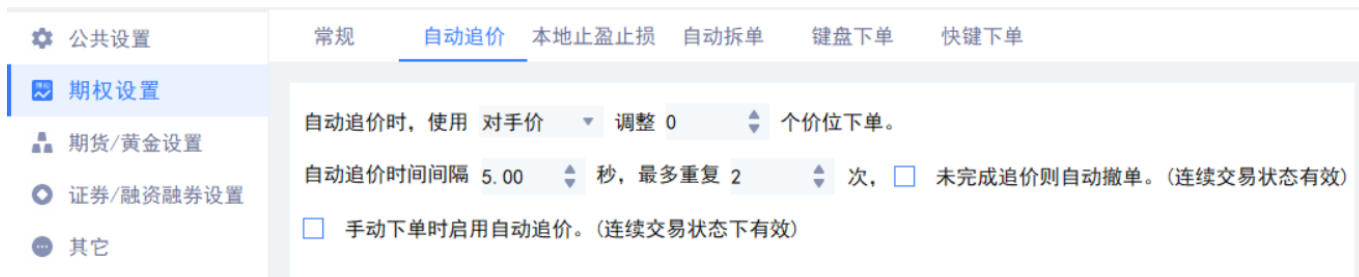 公共设置
期权设置
期货/黄金设置
证券/融资融券设置
其它
常规 自动追价 本地止盈止损 自动拆单 键盘下单 快键下单
自动追价时，使用 对手价 调整 0 个价位下单。
自动追价时间间隔 5.00 秒，最多重复 2 次， 未完成追价则自动撤单。(连续交易状态有效)
手动下单时启用自动追价。(连续交易状态下有效)